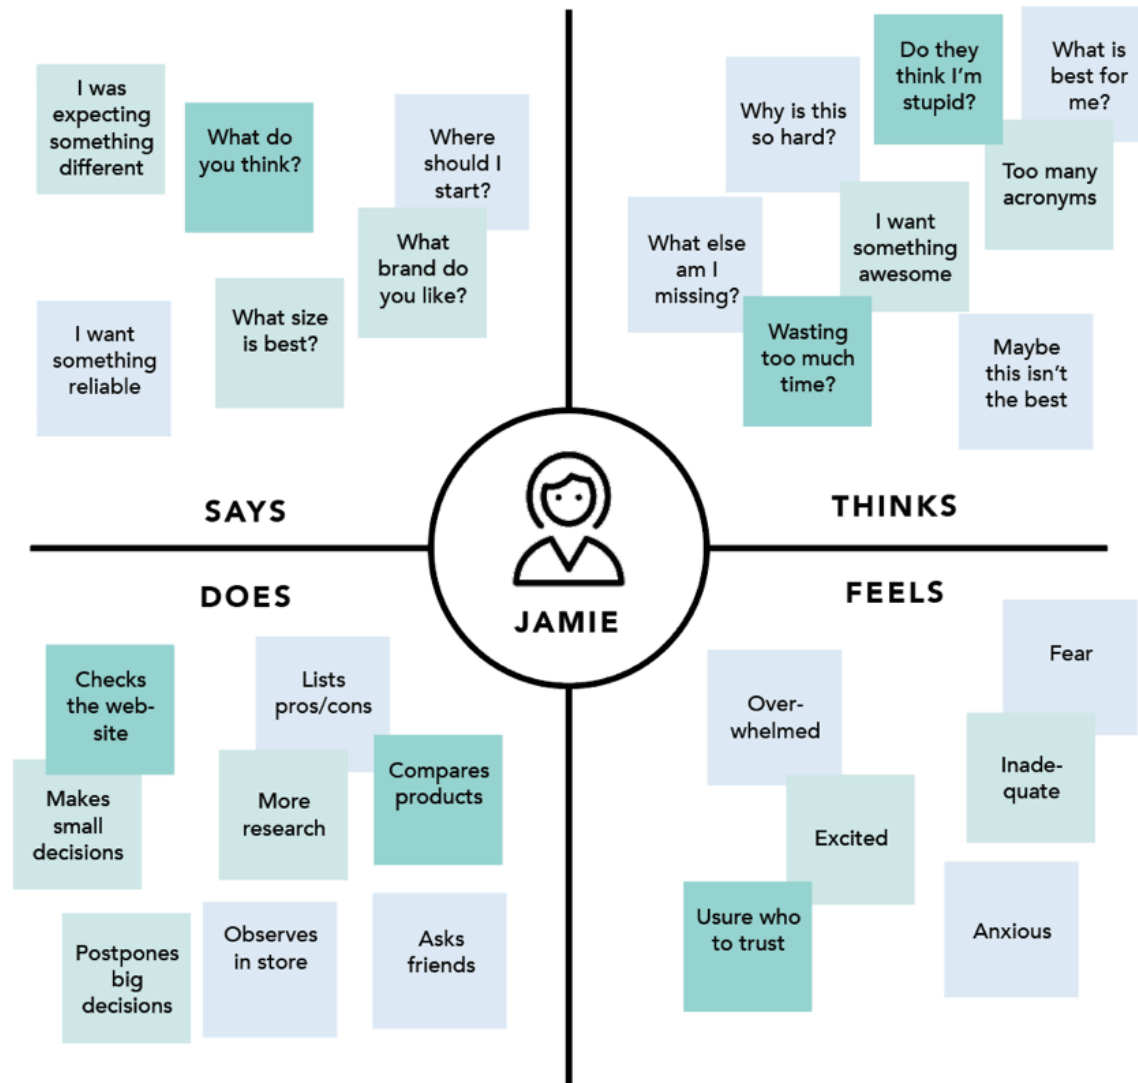 I was
expecting
something
different
What do
you think?
Where
should I
start?
What
brand do
you like?
What size
is best?
I want
something
reliable
SAYS
Do they
think I’m
stupid?
What is
best for
me?
Why is this
so hard?
Too many
acronyms
I want
something
awesome
What else
am I
missing?
Wasting
too much
time?
Maybe
this isn’t
the best
THINKS
JAMIE
DOES
Checks
the web-
site
Lists
pros/cons
Compares
products
Makes
small
decisions
More
research
Postpones
big
decisions
Observes
in store
Asks
friends
FEELS
Fear
Over-
whelmed
Inade-
quate
Excited
Usure who
to trust
Anxious